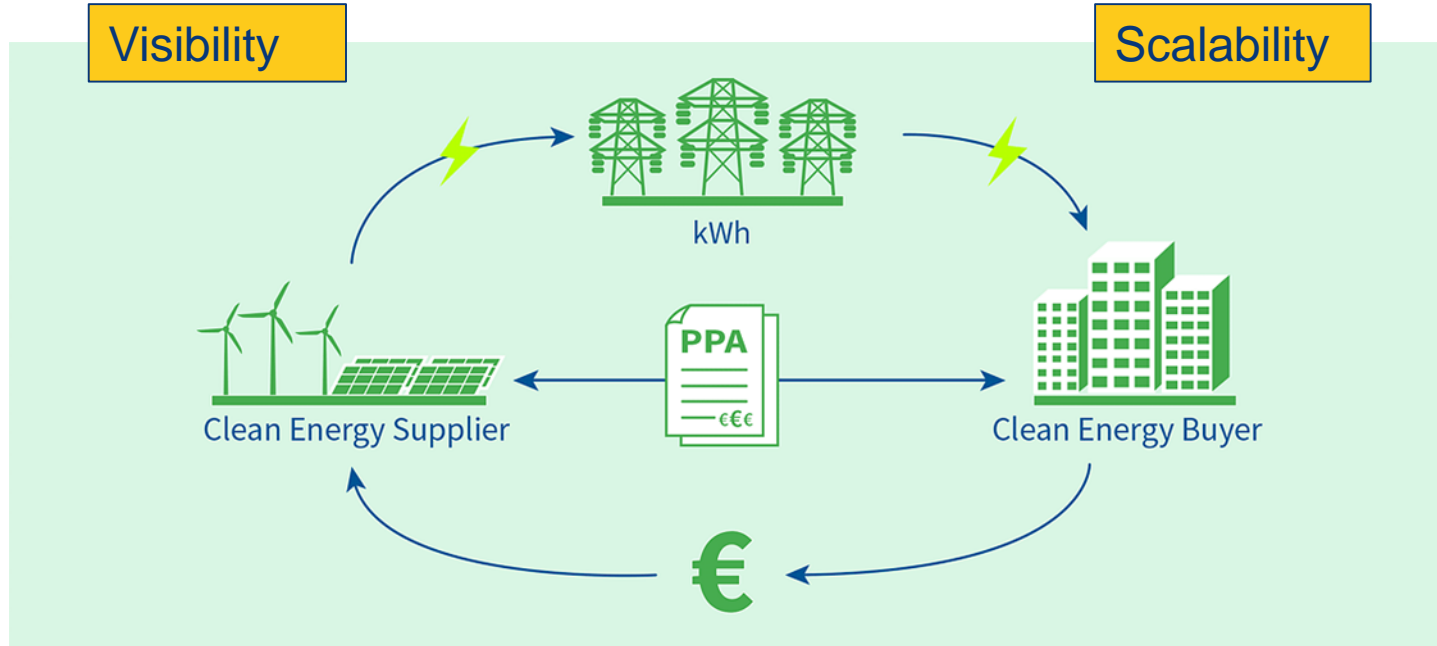 Visibility
Scalability
kWh
PPA
€€€
Clean Energy Supplier
Clean Energy Buyer
€